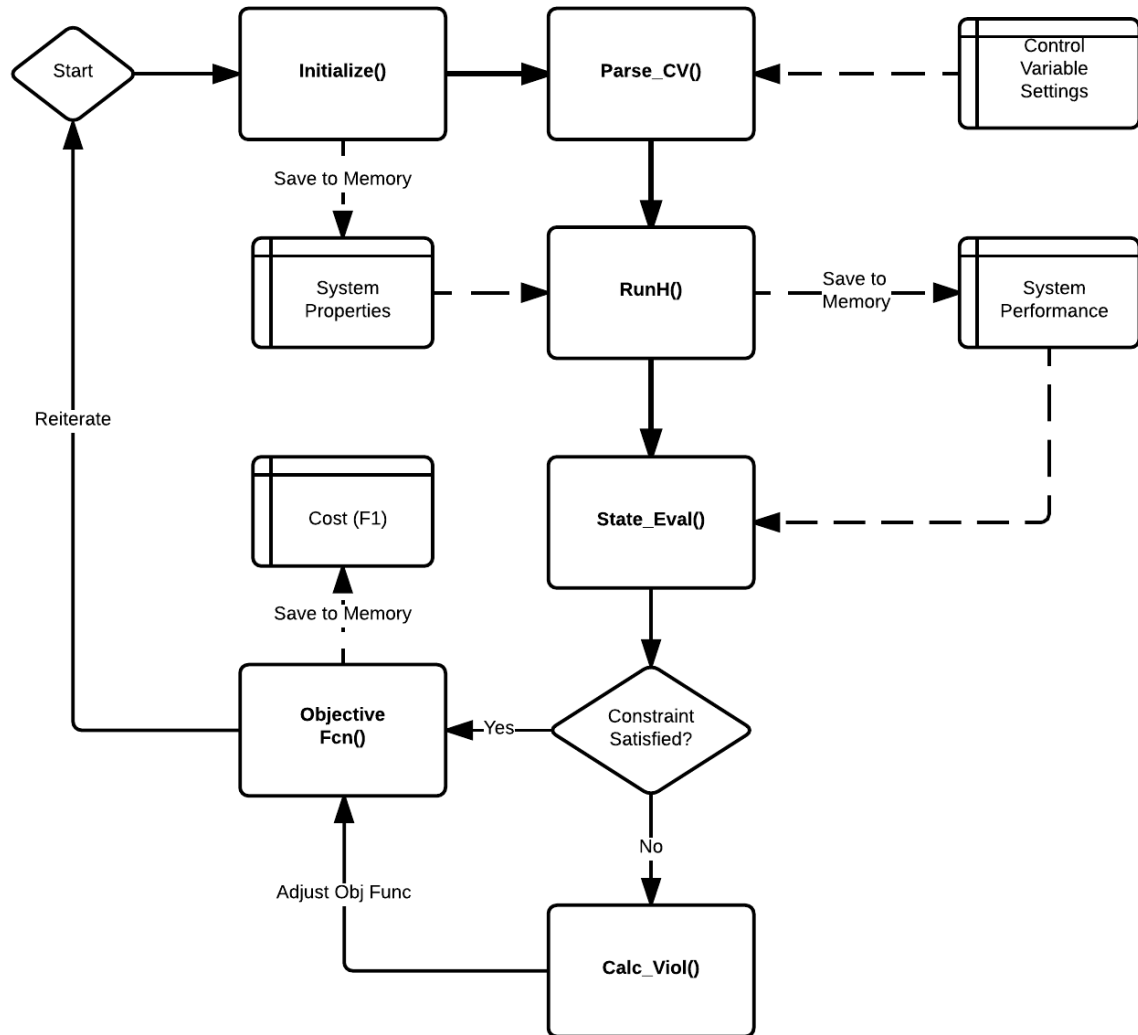 Start
Initialize()
Parse_CV()
Control
Variable
Settings
Save to Memory
System
Properties
RunH()
Save to
Memory
System
Performance
Reiterate
Cost (F1)
State_Eval()
Save to Memory
Objective
Fcn()
Yes
Constraint
Satisfied?
No
Adjust Obj Func
Calc_Viol()